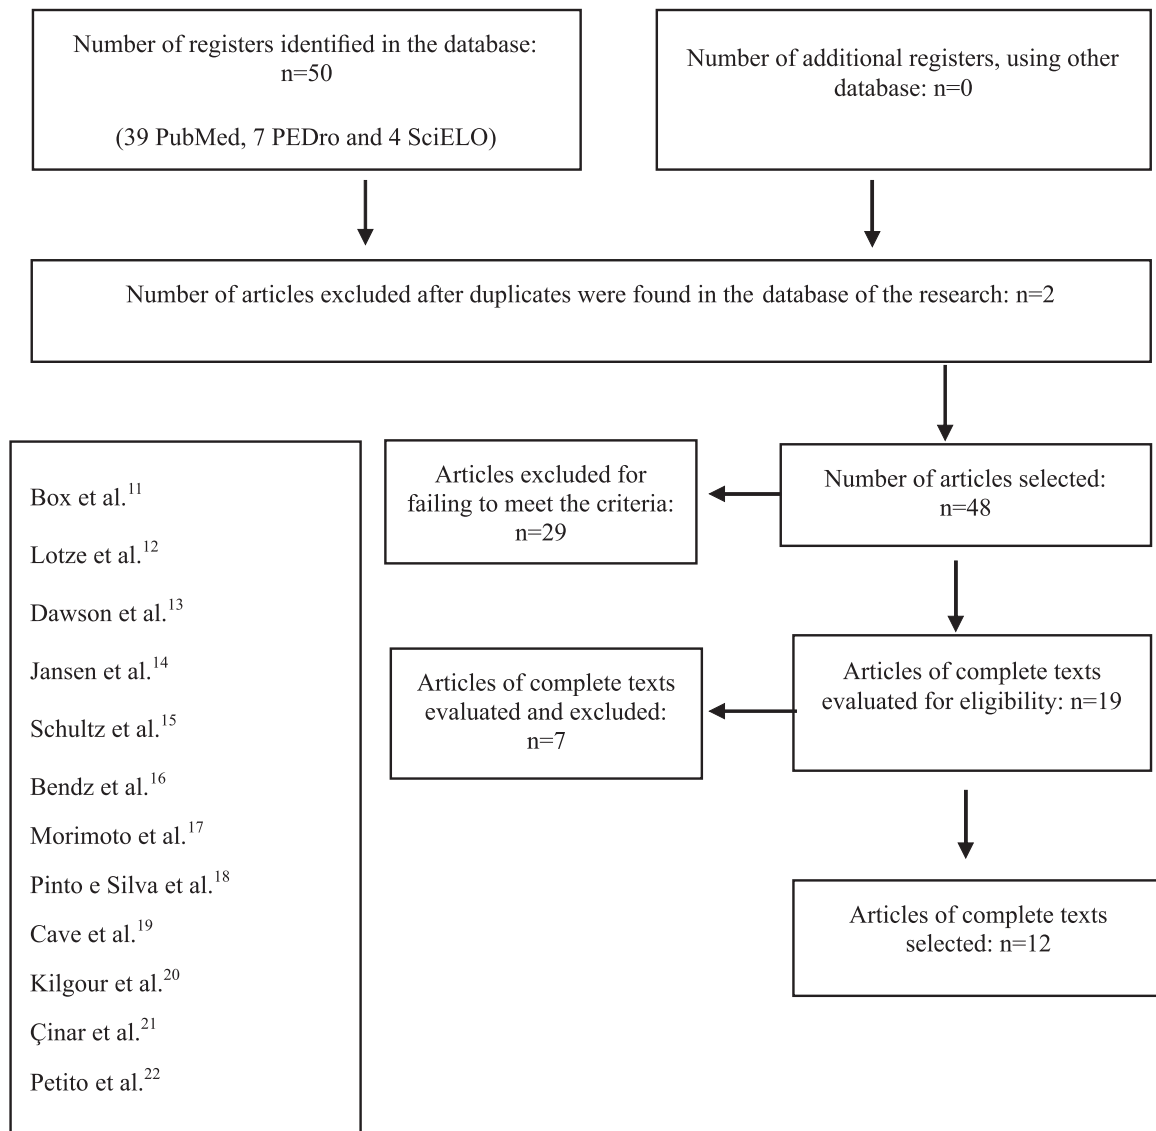 Number of registers identified in the database:
n=50
(39 PubMed, 7 PEDro and 4 SciELO)
Number of additional registers, using other
database: n=0
Number of articles excluded after duplicates were found in the database of the research: n=2
Number of articles selected:
n=48
Articles excluded for
failing to meet the criteria:
n=29
Articles of complete texts
evaluated for eligibility: n=19
Articles of complete texts
evaluated and excluded:
n=7
Articles of complete texts
selected: n=12
Box et al.11
Lotze et al.12
Dawson et al.13
Jansen et al.14
Schultz et al.15
Bendz et al.16
Morimoto et al.17
Pinto e Silva et al.18
Cave et al.19
Kilgour et al.20
Çinar et al.21
Petito et al.22